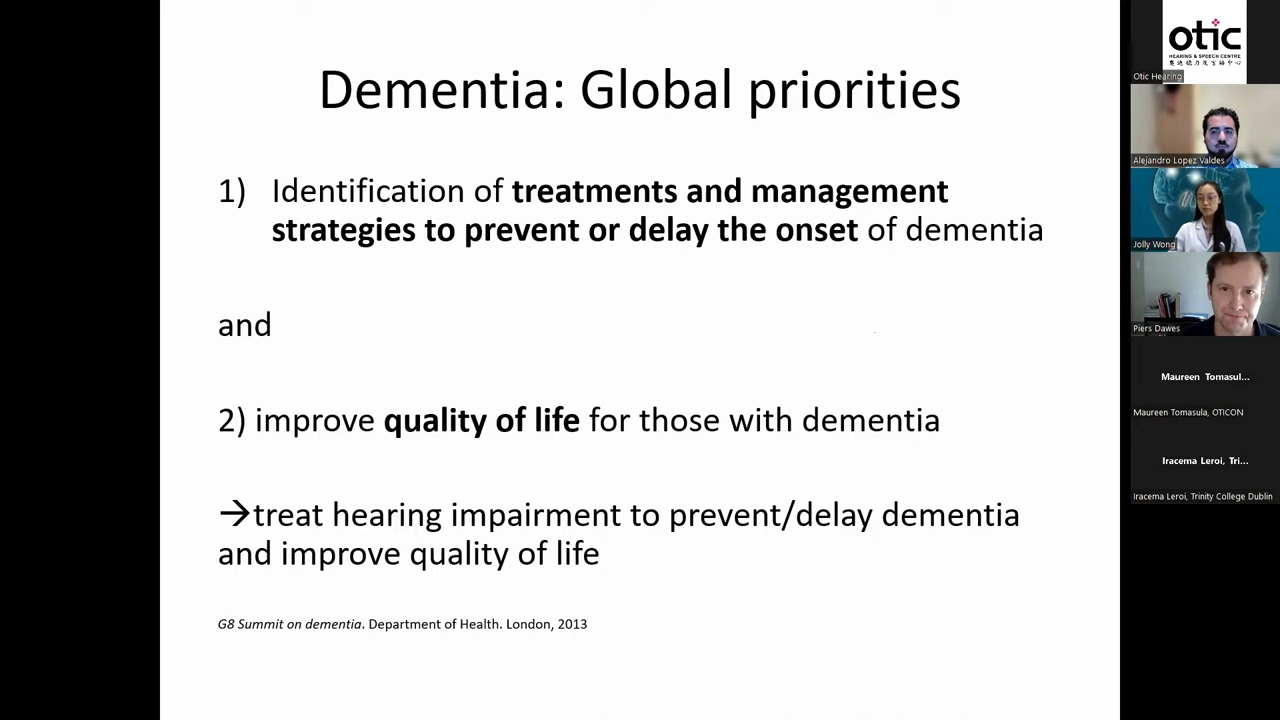 Dementia: Global priorities
1) Identification of treatments and management
strategies to prevent or delay the onset of dementia
and
2) improve quality of life for those with dementia
→treat hearing impairment to prevent/delay dementia
and improve quality of life
G8 Summit on dementia. Department of Health. London, 2013
otic
HEARING & SPEECH CENTRE
Otic Hearing
Alejandro Lopez Valdes
Jolly Wong
Piers Dawes
Maureen Tomasul...
Maureen Tomasula, OTICON
Iracema Leroi, Tri...
Iracema Leroi, Trinity College Dublin